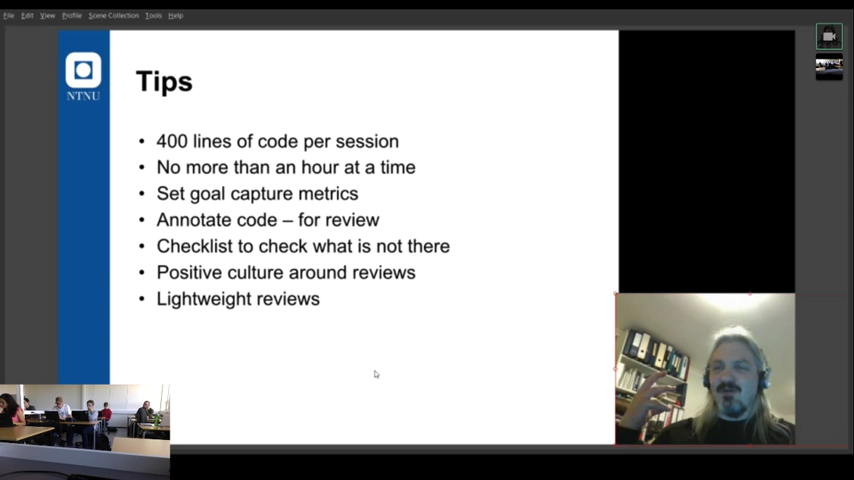 File Edit View Profile Scene Collection Tools Help
NTNU
Tips
• 400 lines of code per session
• No more than an hour at a time
• Set goal capture metrics
• Annotate code – for review
• Checklist to check what is not there
• Positive culture around reviews
• Lightweight reviews